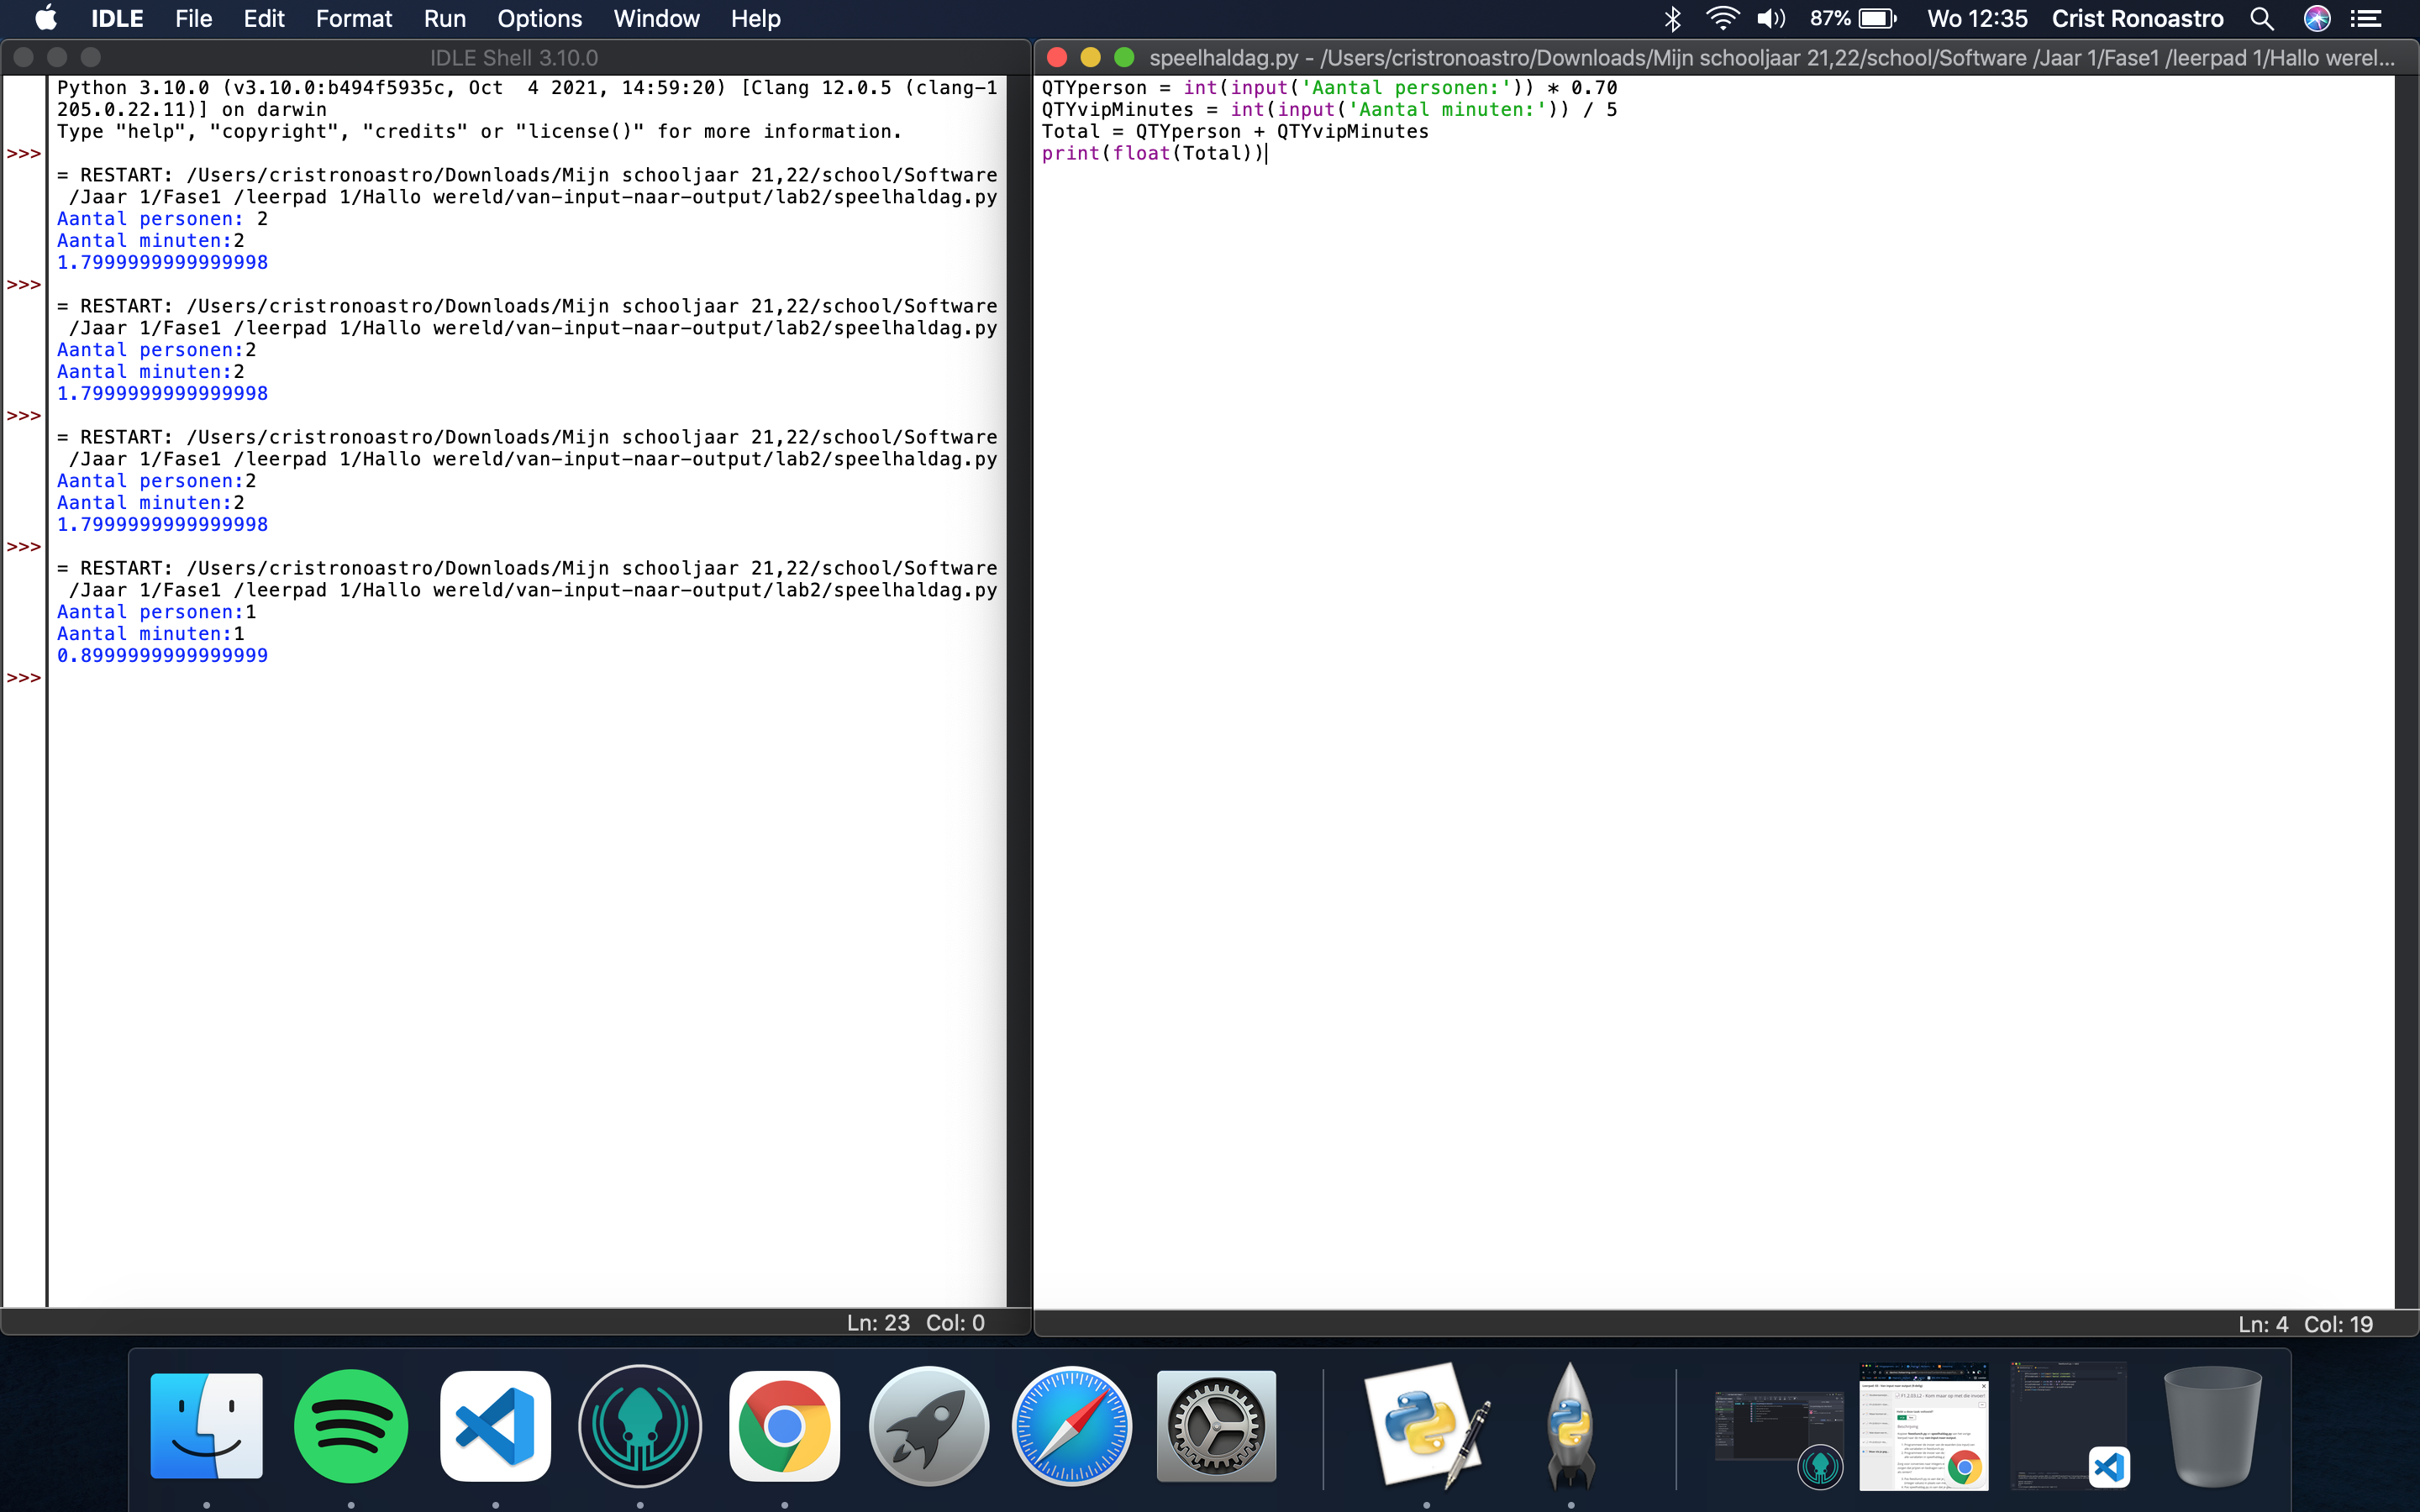 IDLE File Edit Format Run Options Window Help 87% Wo 12:35 Crist Ronoastro
IDLE Shell 3.10.0
Python 3.10.0 (v3.10.0:b494f5935c, Oct  4 2021, 14:59:20) [Clang 12.0.5 (clang-1
205.0.22.11)] on darwin
Type "help", "copyright", "credits" or "license()" for more information.
>>>
= RESTART: /Users/cristronoastro/Downloads/Mijn schooljaar 21,22/school/Software
/Jaar 1/Fase1 /leerpad 1/Hallo wereld/van-input-naar-output/lab2/speelhaldag.py
Aantal personen: 2
Aantal minuten:2
1.7999999999999998
>>>
= RESTART: /Users/cristronoastro/Downloads/Mijn schooljaar 21,22/school/Software
/Jaar 1/Fase1 /leerpad 1/Hallo wereld/van-input-naar-output/lab2/speelhaldag.py
Aantal personen:2
Aantal minuten:2
1.7999999999999998
>>>
= RESTART: /Users/cristronoastro/Downloads/Mijn schooljaar 21,22/school/Software
/Jaar 1/Fase1 /leerpad 1/Hallo wereld/van-input-naar-output/lab2/speelhaldag.py
Aantal personen:2
Aantal minuten:2
1.7999999999999998
>>>
= RESTART: /Users/cristronoastro/Downloads/Mijn schooljaar 21,22/school/Software
/Jaar 1/Fase1 /leerpad 1/Hallo wereld/van-input-naar-output/lab2/speelhaldag.py
Aantal personen:1
Aantal minuten:1
0.8999999999999999
>>>
Ln: 23 Col: 0
speelhaldag.py - /Users/cristronoastro/Downloads/Mijn schooljaar 21,22/school/Software /Jaar 1/Fase1 /leerpad 1/Hallo werel...
QTYperson = int(input('Aantal personen:')) * 0.70
QTYvipMinutes = int(input('Aantal minuten:')) / 5
Total = QTYperson + QTYvipMinutes
print(float(Total))
Ln: 4 Col: 19